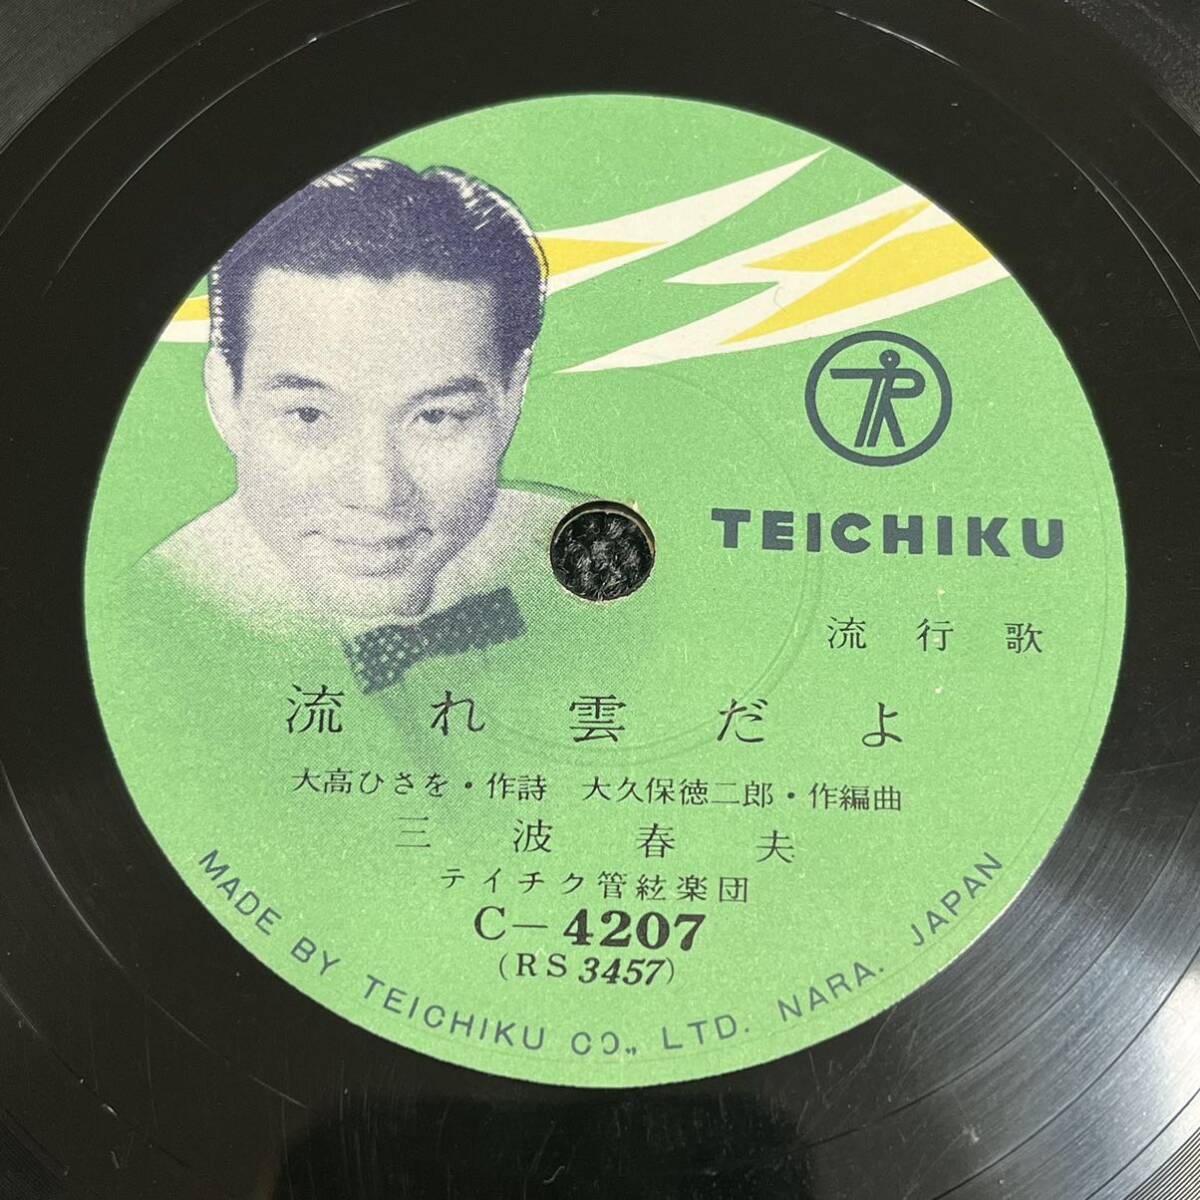 TEICHIKU
流行歌
流れ雲だよ
大高ひさを・作詩 大久保徳二郎・作編曲
三波春夫
テイチク管絃楽団
C-4207
(RS 3457)
MADE BY TEICHIKU CO., LTD. NARA. JAPAN